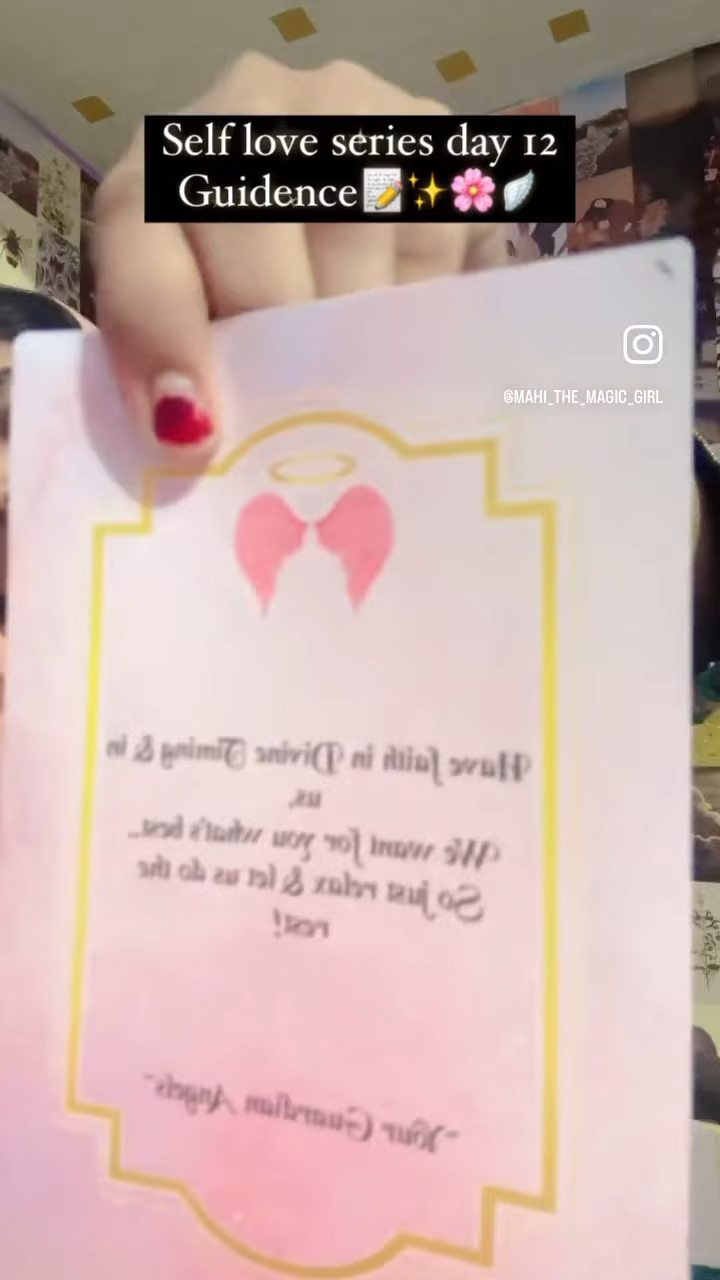 Self love series day 12
Guidence📝✨🌸🪽
@MAHI_THE_MAGIC_GIRL
Have faith in Divine Timing & in
us,
We want for you what's best..
So just relax & let us do the
rest!
~Your Guardian Angels~